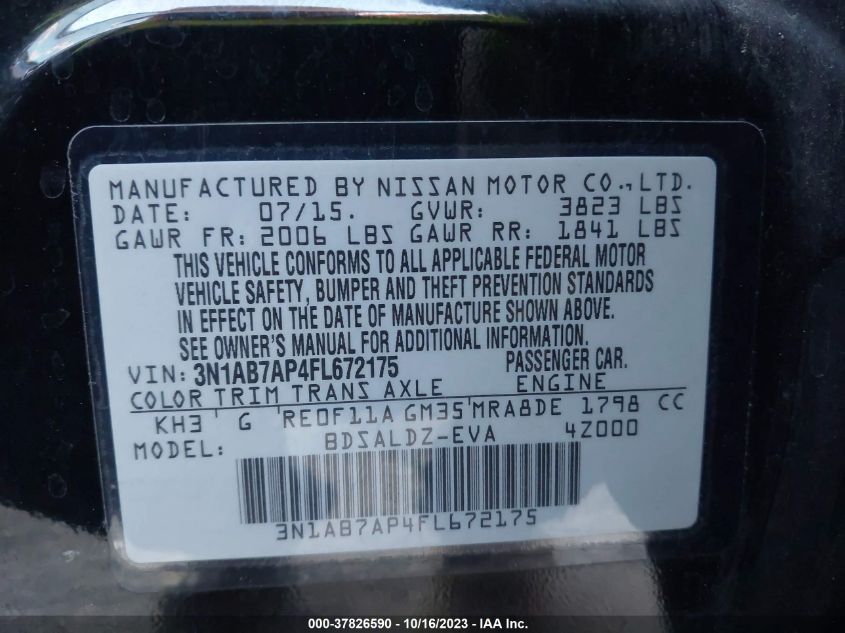 MANUFACTURED BY NISSAN MOTOR CO.,LTD.
DATE: 07/15. GVWR: 3823 LBS
GAWR FR: 2006 LBS GAWR RR: 1841 LBS
THIS VEHICLE CONFORMS TO ALL APPLICABLE FEDERAL MOTOR
VEHICLE SAFETY, BUMPER AND THEFT PREVENTION STANDARDS
IN EFFECT ON THE DATE OF MANUFACTURE SHOWN ABOVE.
SEE OWNER'S MANUAL FOR ADDITIONAL INFORMATION.
VIN: 3N1AB7AP4FL672175 PASSENGER CAR.
COLOR TRIM TRANS AXLE ENGINE
KH3 G RE0F11A GM35 MRA8DE 1798 CC
MODEL: BDSALDZ-EVA 4Z000
3N1AB7AP4FL672175
000-37826590 - 10/16/2023 - IAA Inc.